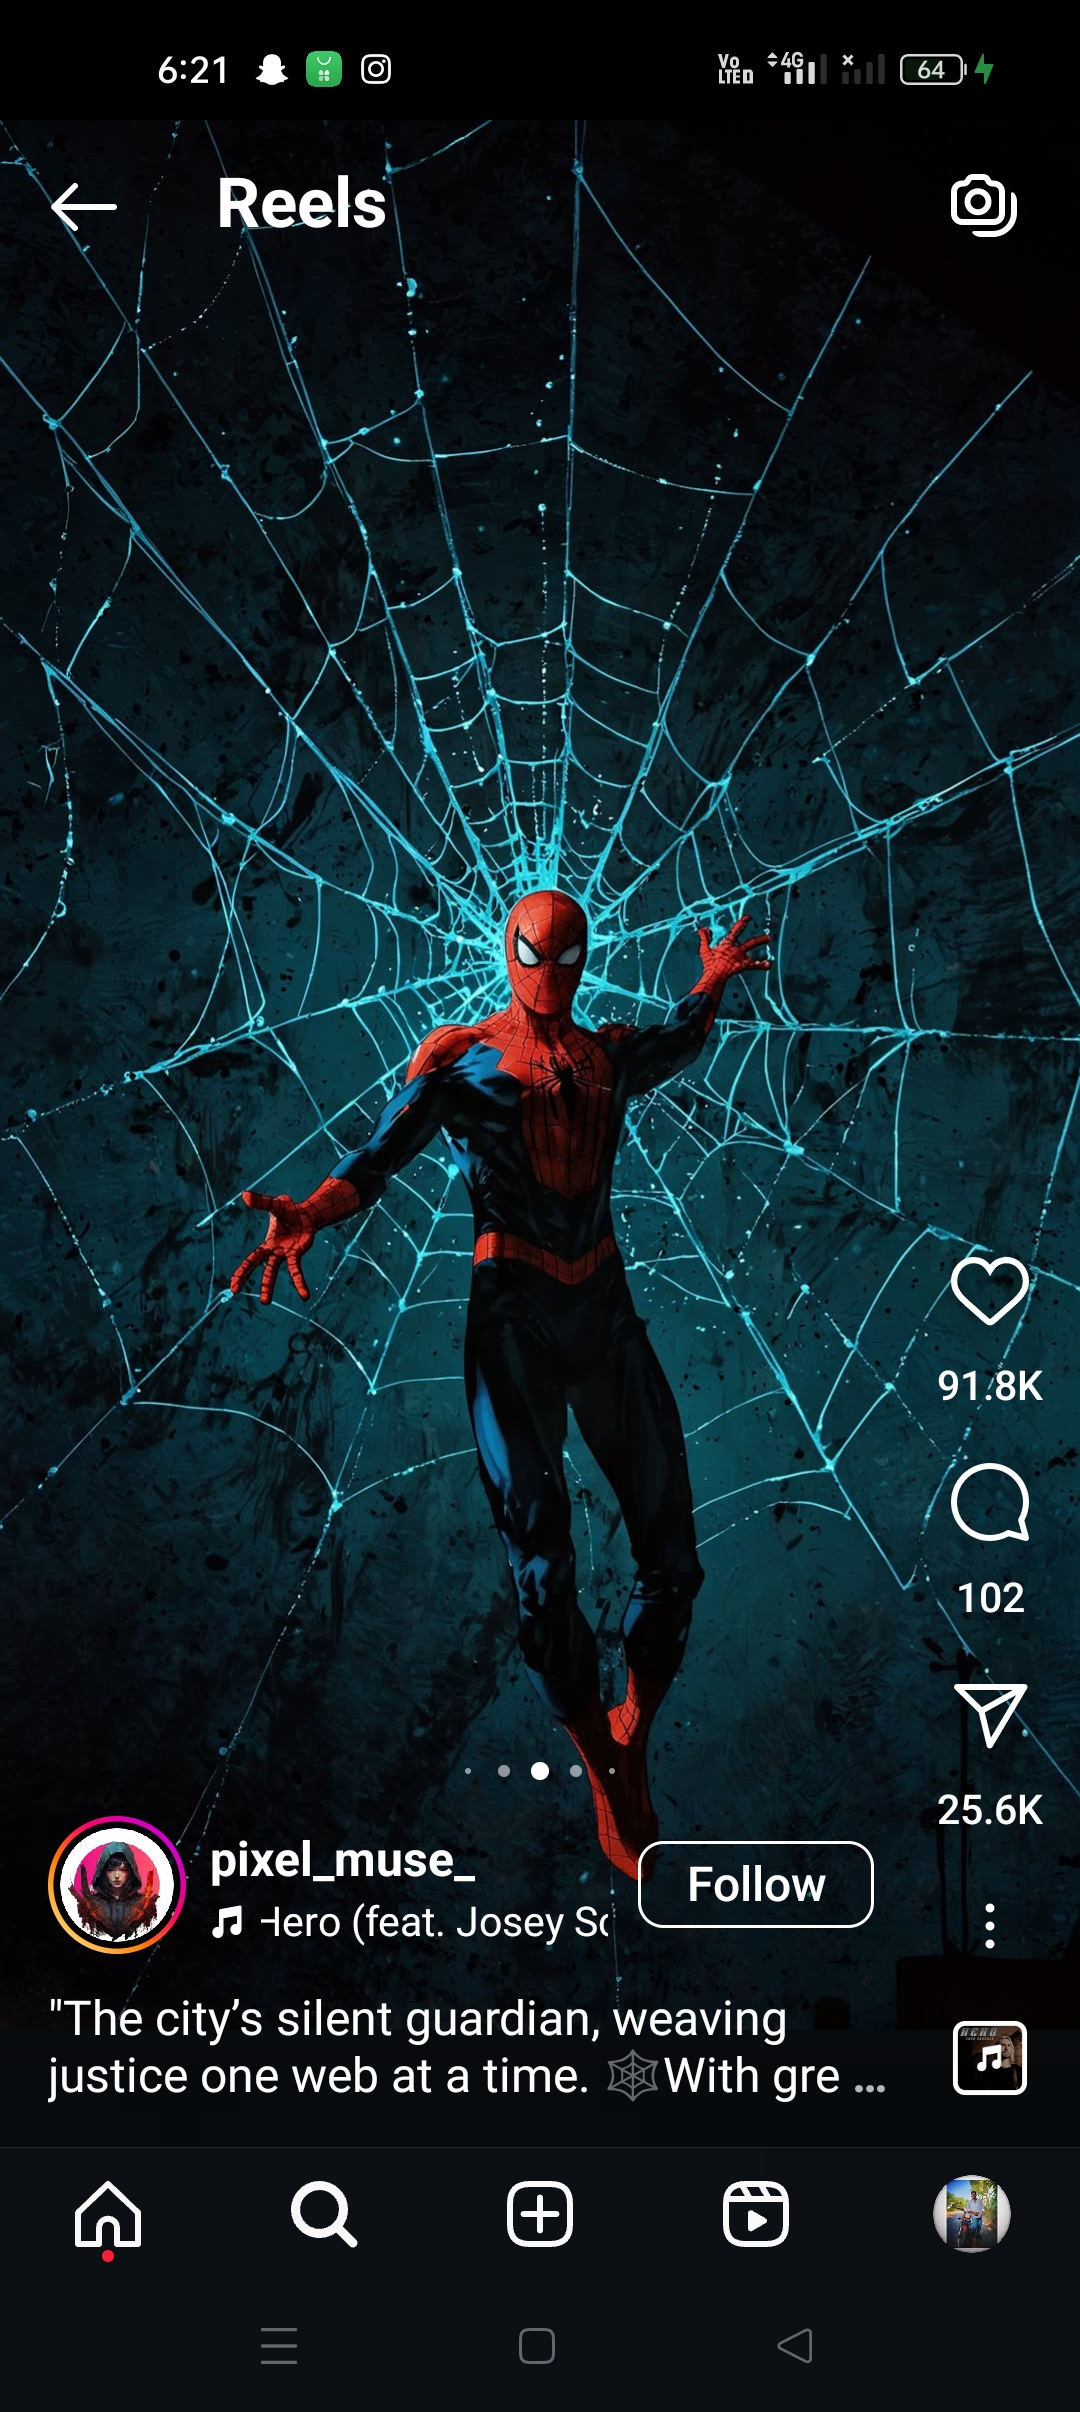 6:21
Vo
LTE
4G
64
Reels
91.8K
102
25.6K
pixel_muse_
Hero (feat. Josey Sc
Follow
"The city’s silent guardian, weaving
justice one web at a time. 🕸️With gre ...
HERO